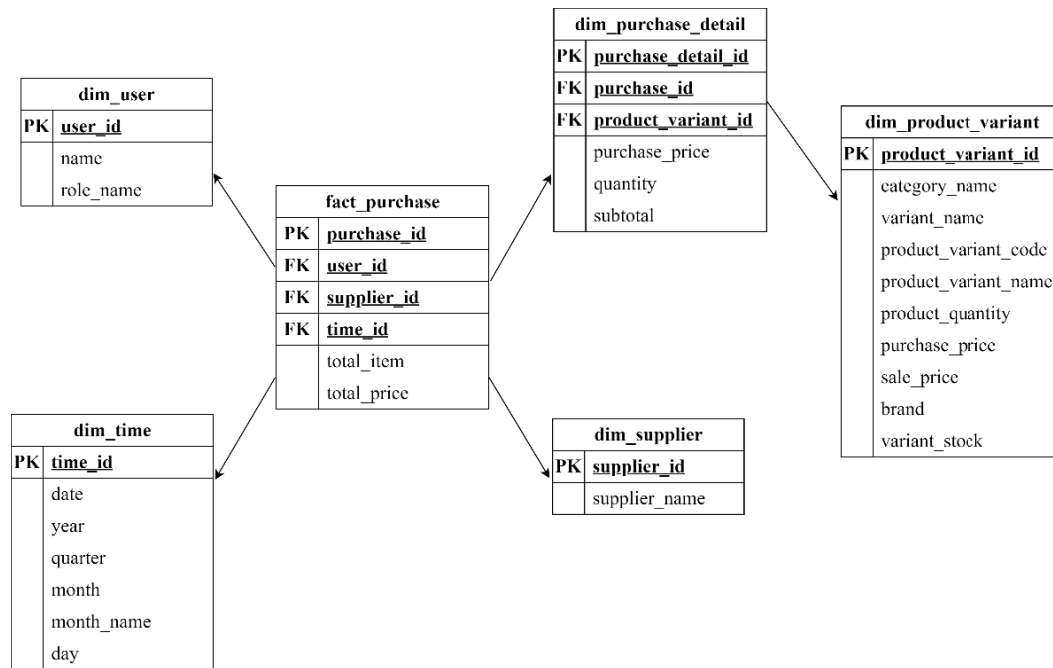 dim_user
PK user_id
name
role_name
fact_purchase
PK purchase_id
FK user_id
FK supplier_id
FK time_id
total_item
total_price
dim_time
PK time_id
date
year
quarter
month
month_name
day
dim_purchase_detail
PK purchase_detail_id
FK purchase_id
FK product_variant_id
purchase_price
quantity
subtotal
dim_supplier
PK supplier_id
supplier_name
dim_product_variant
PK product_variant_id
category_name
variant_name
product_variant_code
product_variant_name
product_quantity
purchase_price
sale_price
brand
variant_stock